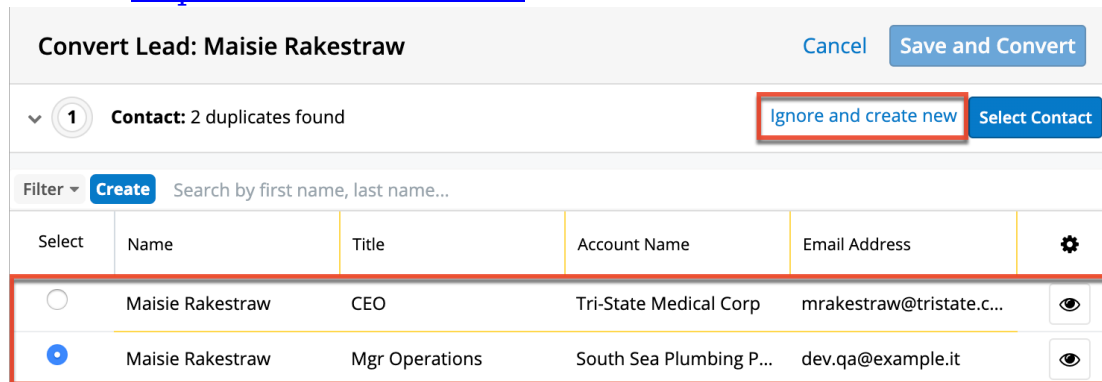 Convert Lead: Maisie Rakestraw Cancel Save and Convert
1 Contact: 2 duplicates found Ignore and create new Select Contact
Filter Create Search by first name, last name...
Select Name Title Account Name Email Address
Maisie Rakestraw CEO Tri-State Medical Corp mrakestraw@tristate.c...
Maisie Rakestraw Mgr Operations South Sea Plumbing P... dev.qa@example.it